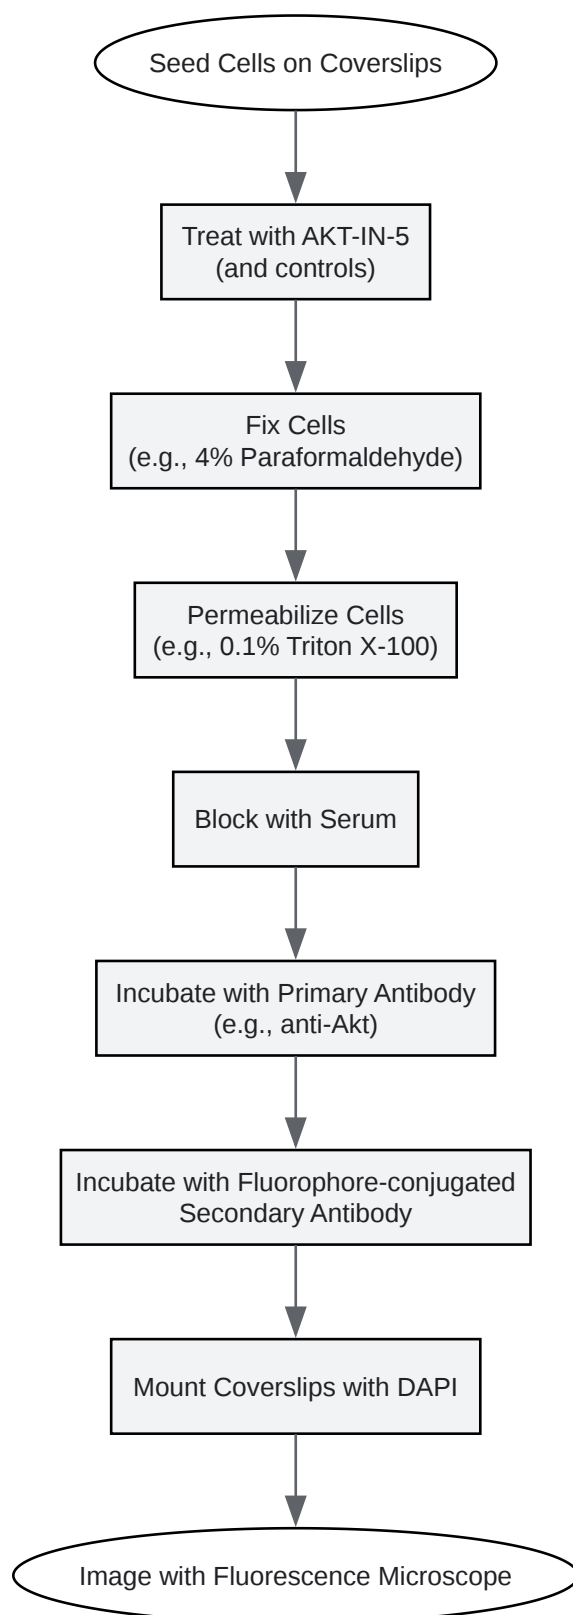 Seed Cells on Coverslips
Treat with AKT-IN-5
(and controls)
Fix Cells
(e.g., 4% Paraformaldehyde)
Permeabilize Cells
(e.g., 0.1% Triton X-100)
Block with Serum
Incubate with Primary Antibody
(e.g., anti-Akt)
Incubate with Fluorophore-conjugated
Secondary Antibody
Mount Coverslips with DAPI
Image with Fluorescence Microscope